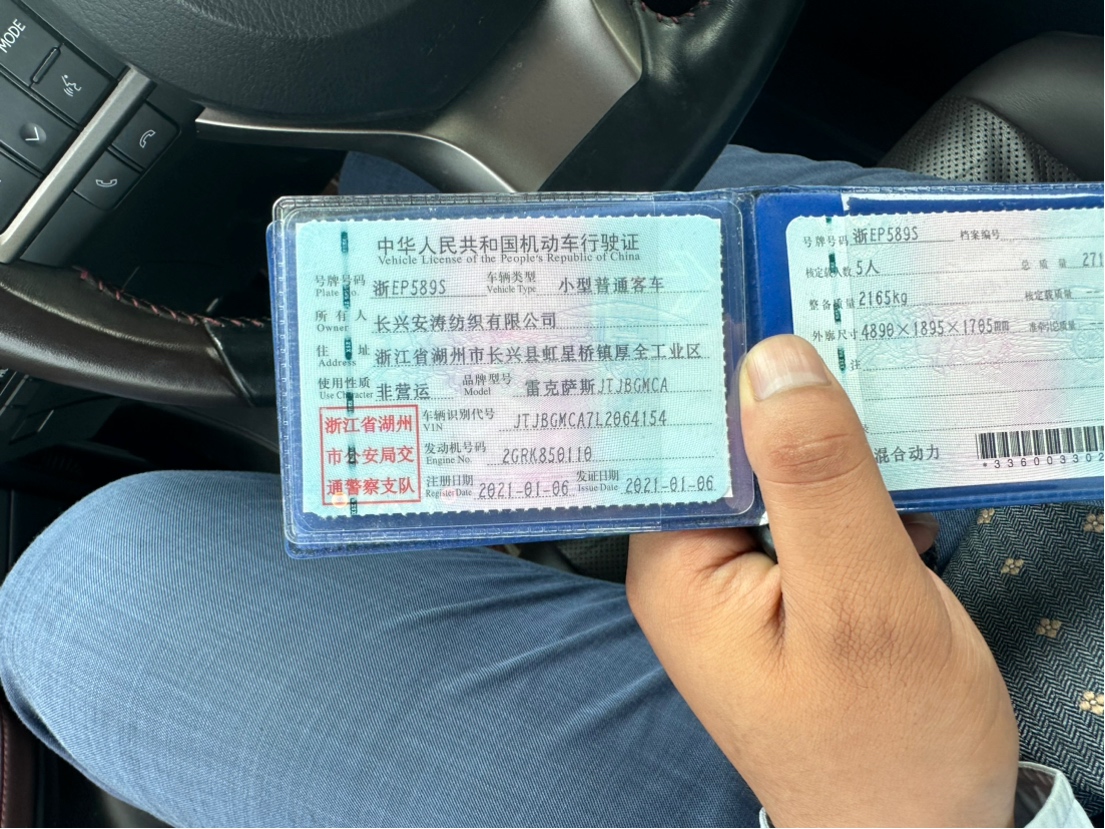 MODE
中华人民共和国机动车行驶证
Vehicle License of the People's Republic of China
号牌号码 浙EP589S 车辆类型 小型普通客车
Plate No. Vehicle Type
所有人 长兴安涛纺织有限公司
Owner
住址 浙江省湖州市长兴县虹星桥镇厚全工业区
Address
使用性质 非营运 品牌型号 雷克萨斯JTJBGMCA
Use Character Model
浙江省湖州
市公安局交
通警察支队
车辆识别代号 JTJBGMCA7L2064154
VIN
发动机号码 2GRK850110
Engine No.
注册日期 2021-01-06 发证日期 2021-01-06
Register Date Issue Date
号牌号码 浙EP589S 档案编号
核定载人数 5人 总质量 271
整备质量 2165kg 核定载质量
外廓尺寸 4890×1895×1705mm 准牵引总质量 --
注
混合动力
*336003302